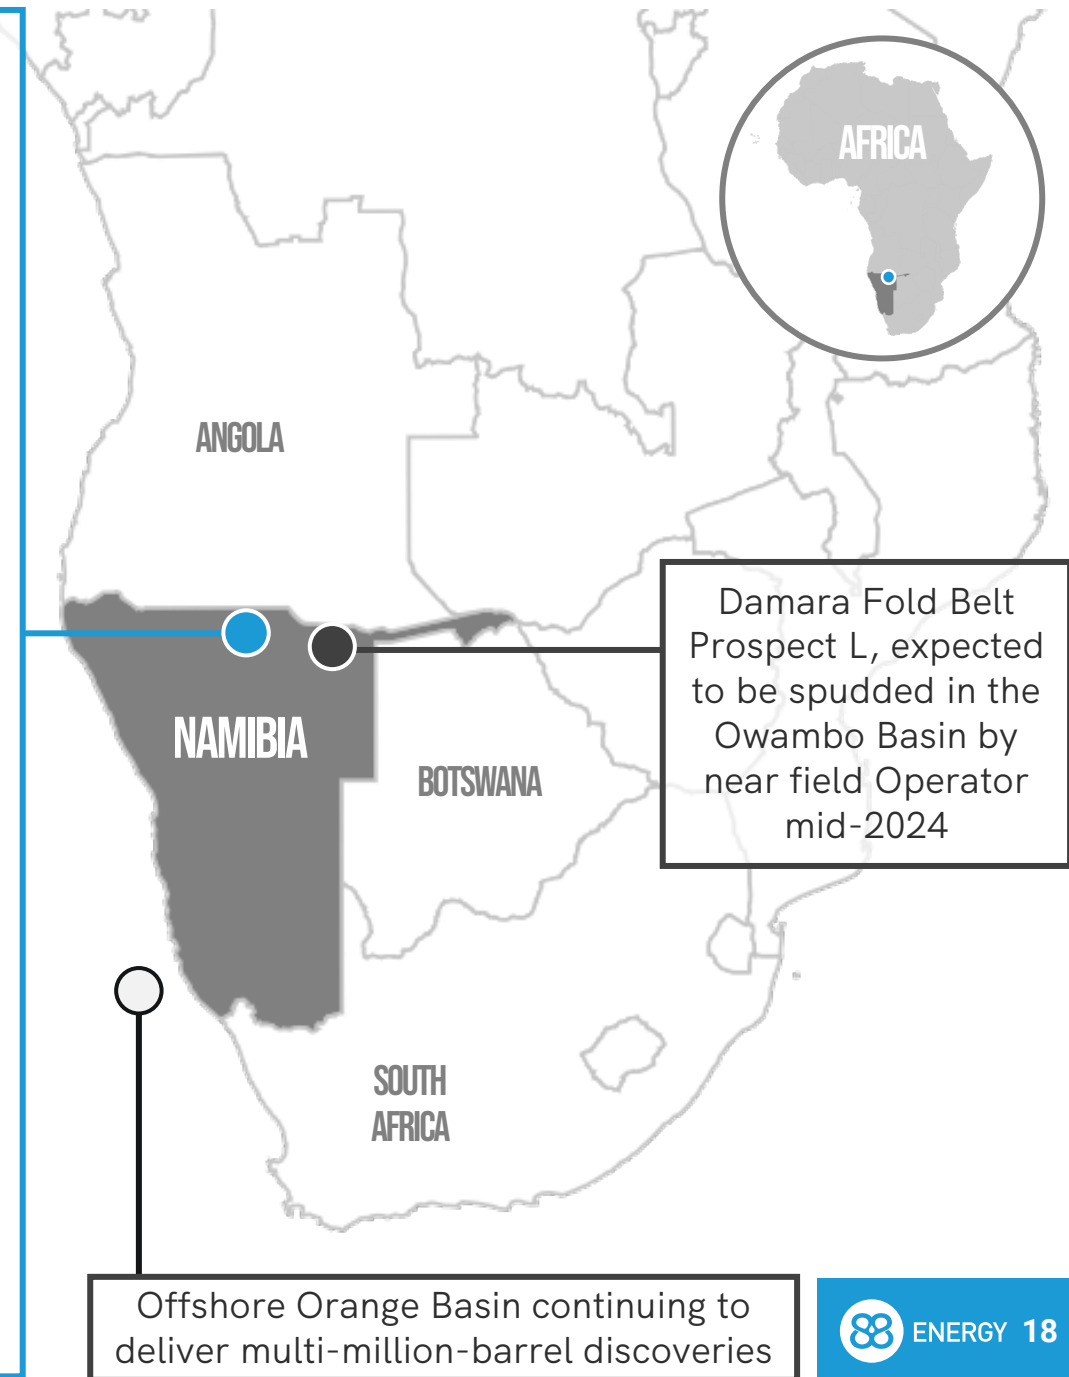 AFRICA
ANGOLA
Damara Fold Belt
Prospect L, expected
to be spudded in the
Owambo Basin by
near field Operator
mid-2024
NAMIBIA
BOTSWANA
SOUTH
AFRICA
Offshore Orange Basin continuing to
deliver multi-million-barrel discoveries
88 ENERGY 18